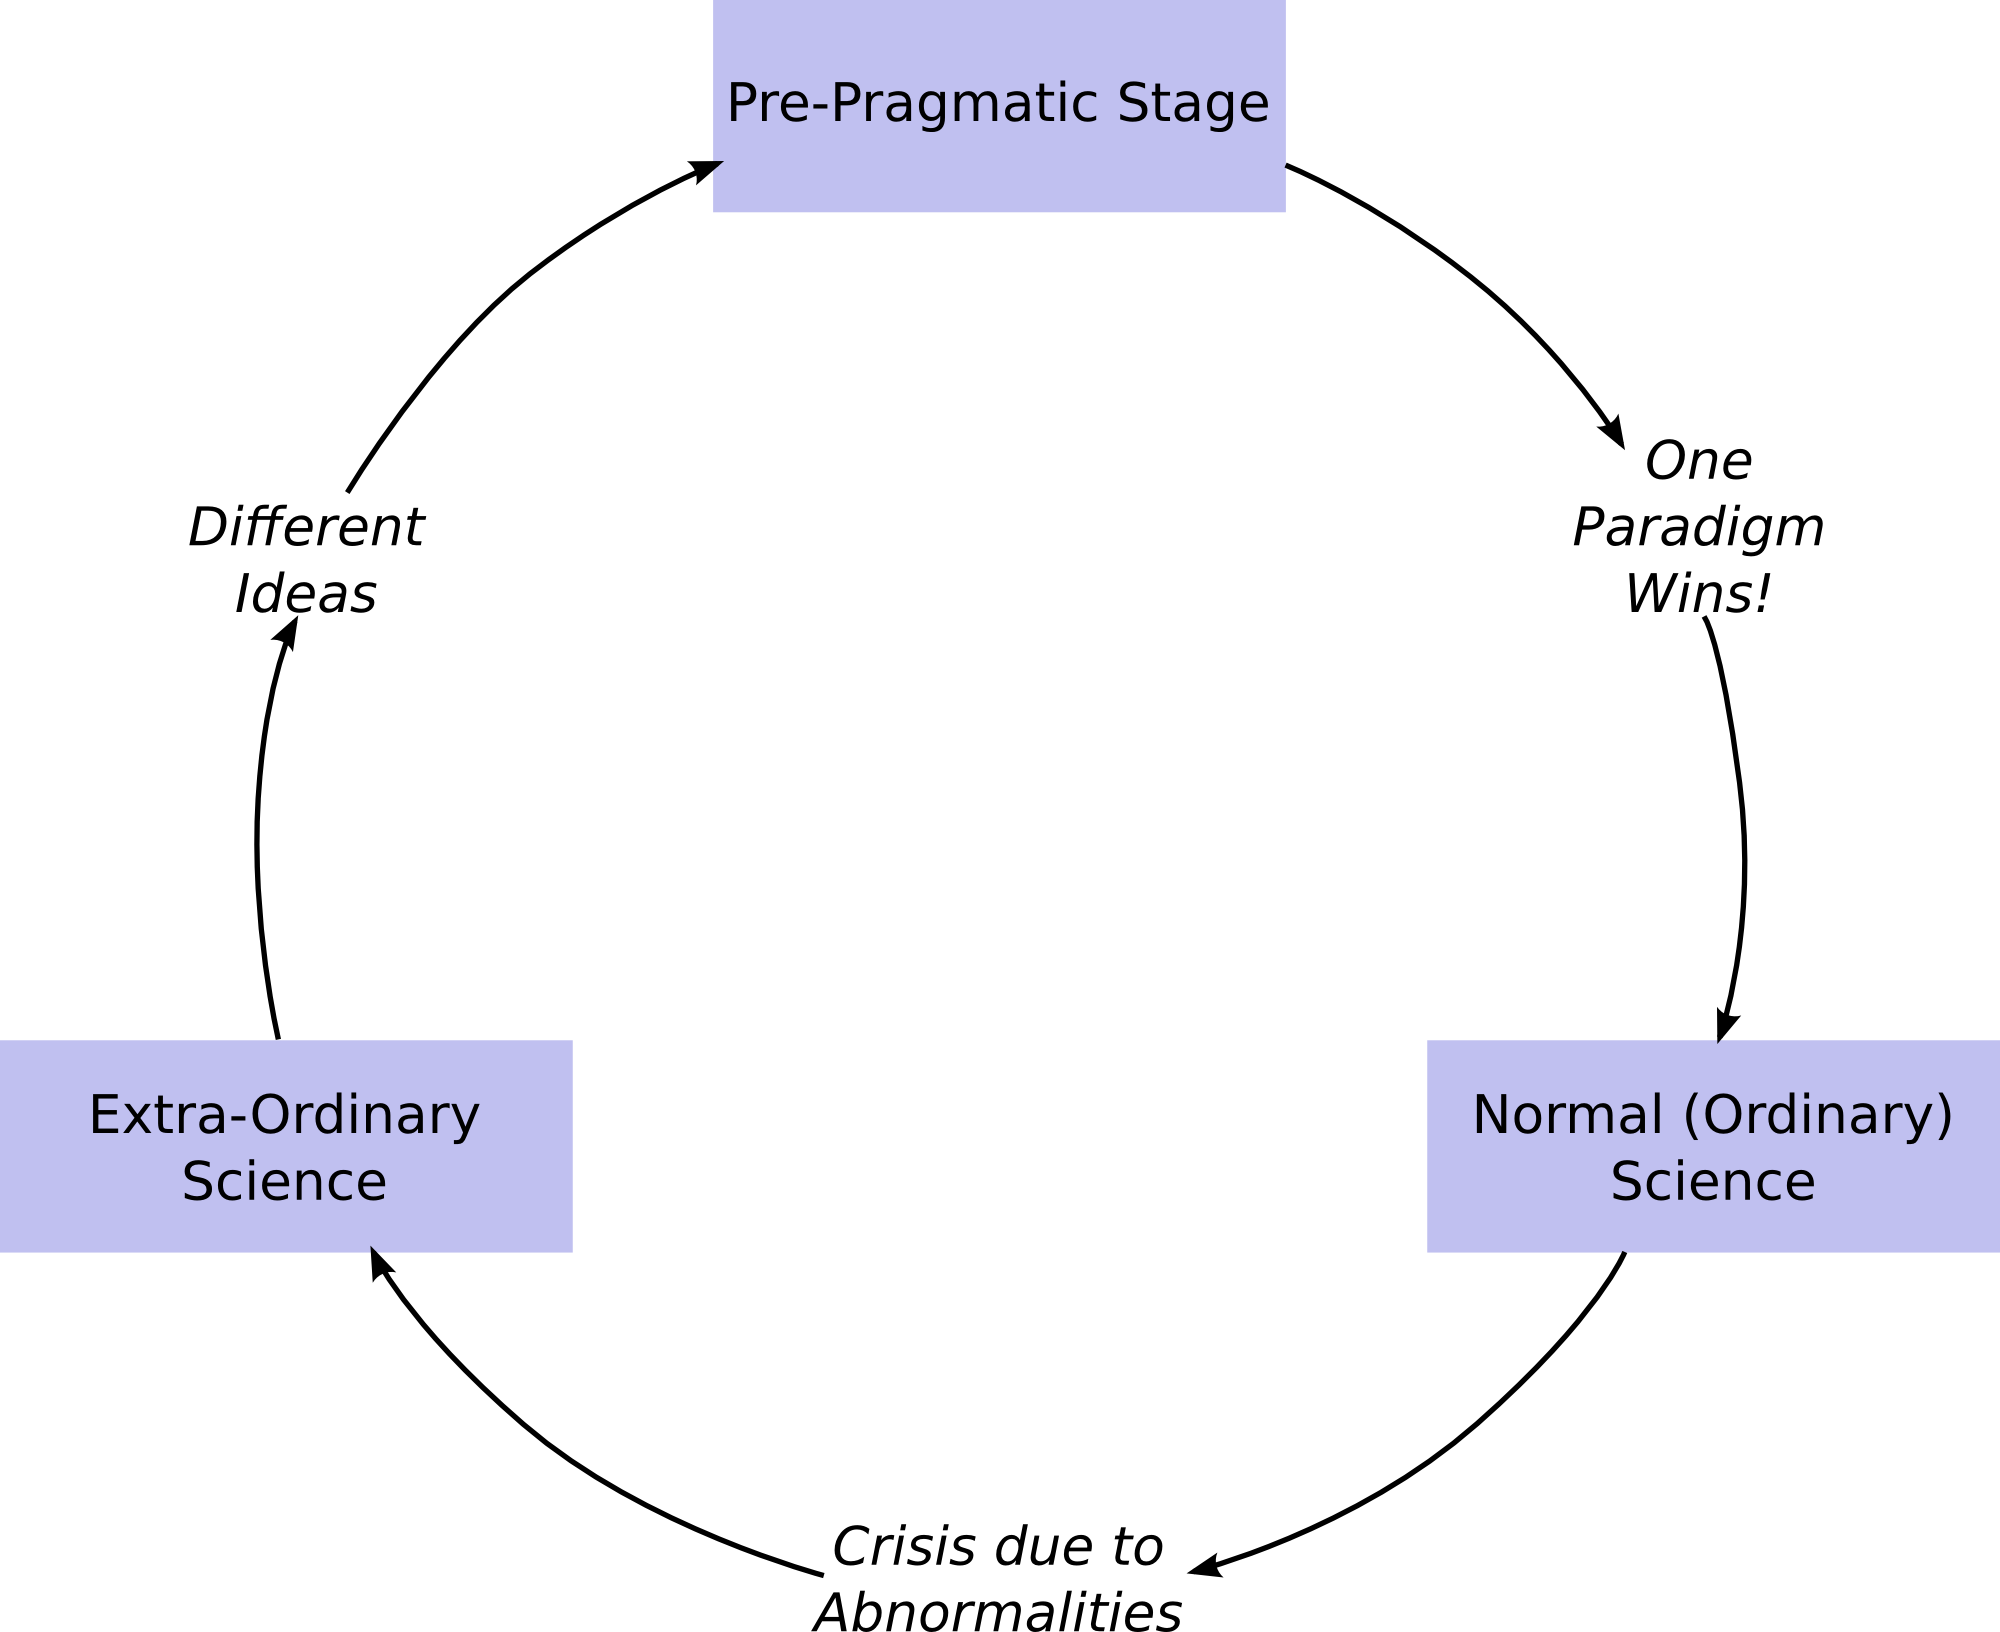 Pre-Pragmatic Stage
One
Paradigm
Wins!
Different
Ideas
Extra-Ordinary
Science
Normal (Ordinary)
Science
Crisis due to
Abnormalities